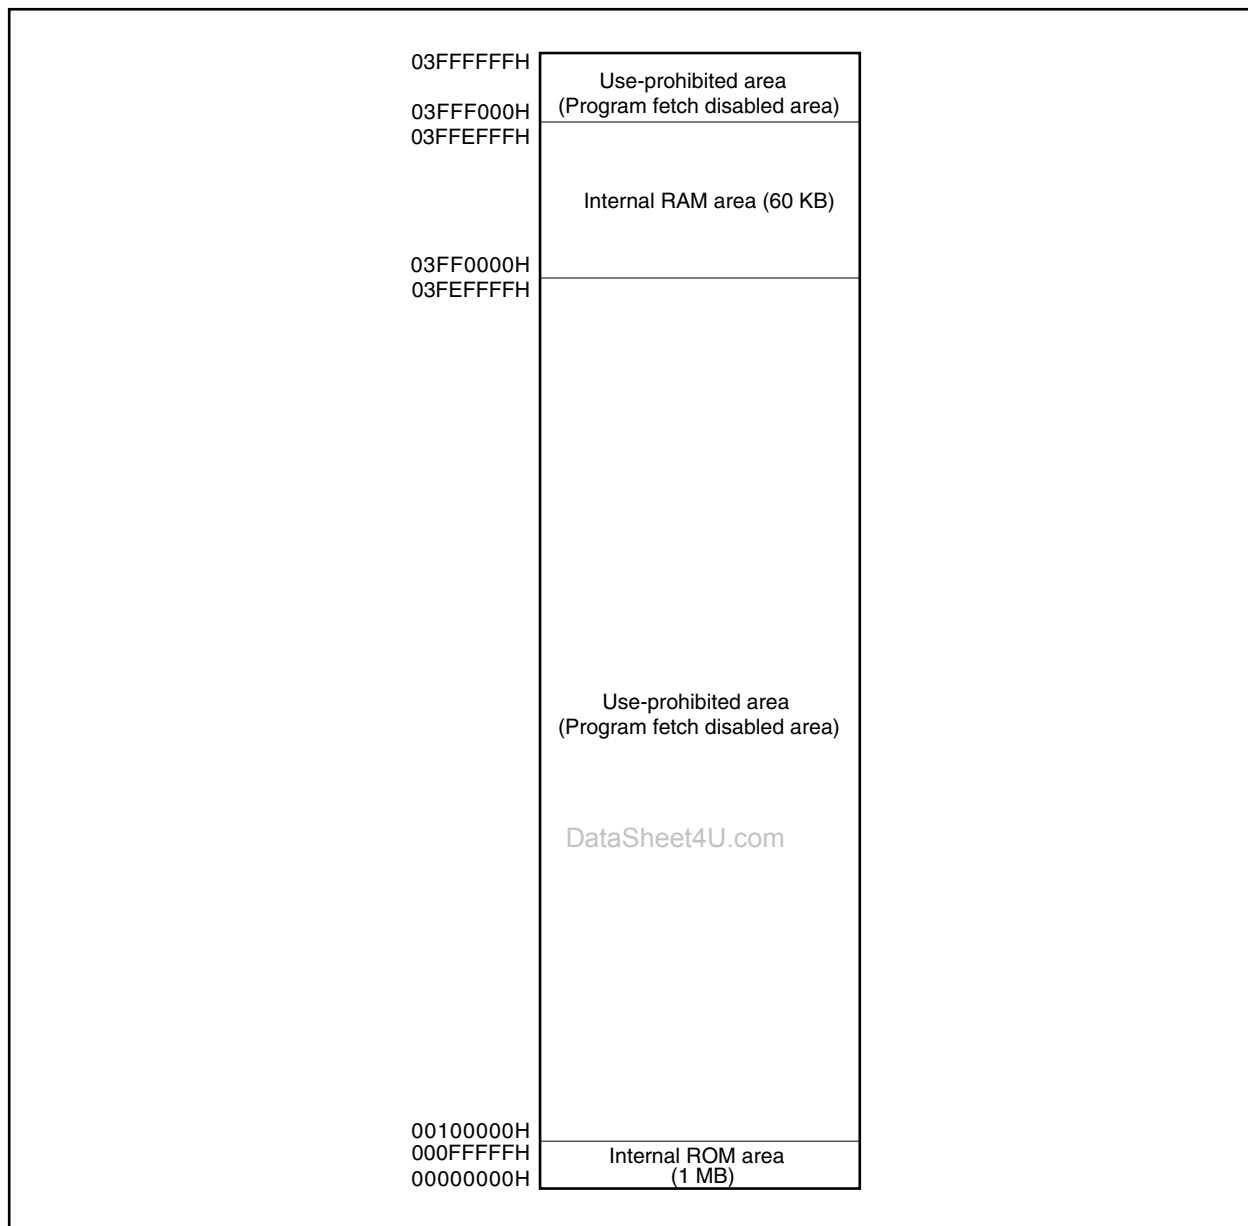 03FFFFFFH
Use-prohibited area
(Program fetch disabled area)
03FFF000H
03FFEFFFH
Internal RAM area (60 KB)
03FF0000H
03FEFFFFH
Use-prohibited area
(Program fetch disabled area)
DataSheet4U.com
00100000H
000FFFFFH
Internal ROM area
(1 MB)
00000000H